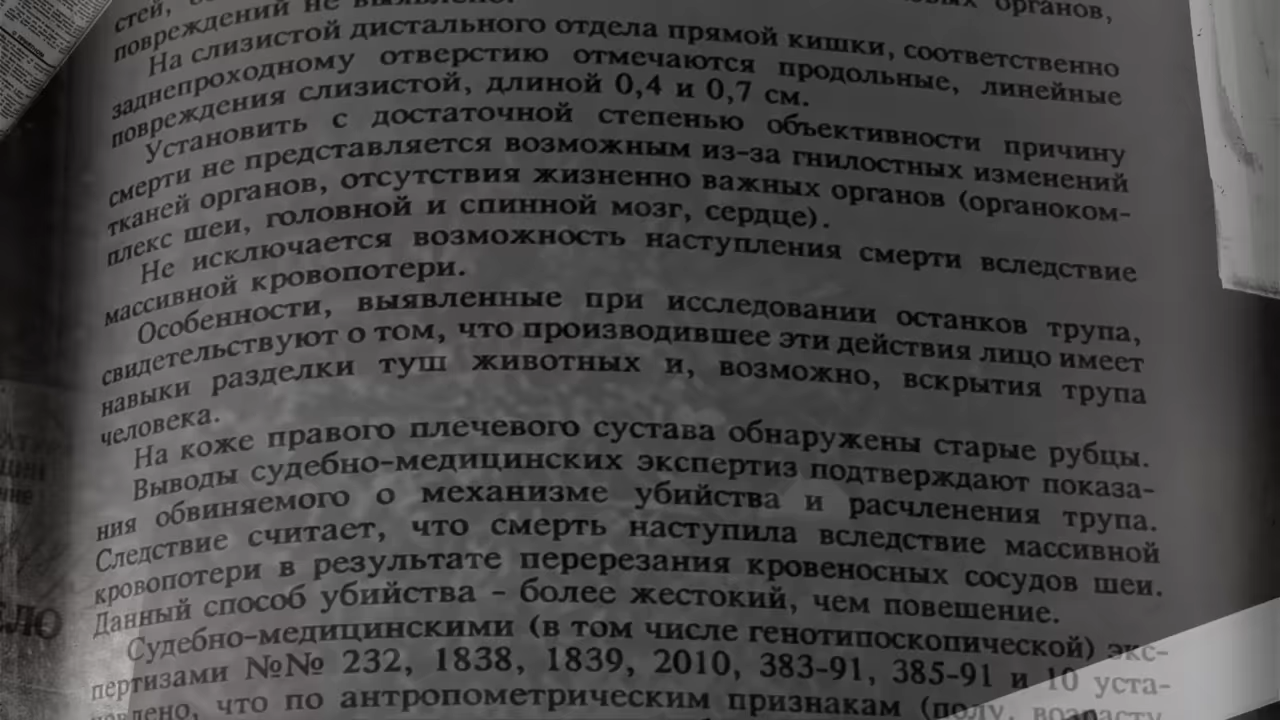 органов,
повреждений не выявлено.
На слизистой дистального отдела прямой кишки, соответственно
заднепроходному отверстию отмечаются продольные, линейные
повреждения слизистой, длиной 0,4 и 0,7 см.
Установить с достаточной степенью объективности причину
смерти не представляется возможным из-за гнилостных изменений
тканей органов, отсутствия жизненно важных органов (органоком-
плекс шеи, головной и спинной мозг, сердце).
Не исключается возможность наступления смерти вследствие
массивной кровопотери.
Особенности, выявленные при исследовании останков трупа,
свидетельствуют о том, что производившее эти действия лицо имеет
навыки разделки туш животных и, возможно, вскрытия трупа
человека.
На коже правого плечевого сустава обнаружены старые рубцы.
Выводы судебно-медицинских экспертиз подтверждают показа-
ния обвиняемого о механизме убийства и расчленения трупа.
Следствие считает, что смерть наступила вследствие массивной
кровопотери в результате перерезания кровеносных сосудов шеи.
Данный способ убийства - более жестокий, чем повешение.
Судебно-медицинскими (в том числе генотипоскопической) экс-
пертизами №№ 232, 1838, 1839, 2010, 383-91, 385-91 и 10 уста-
новлено, что по антропометрическим признакам (полу, возрасту